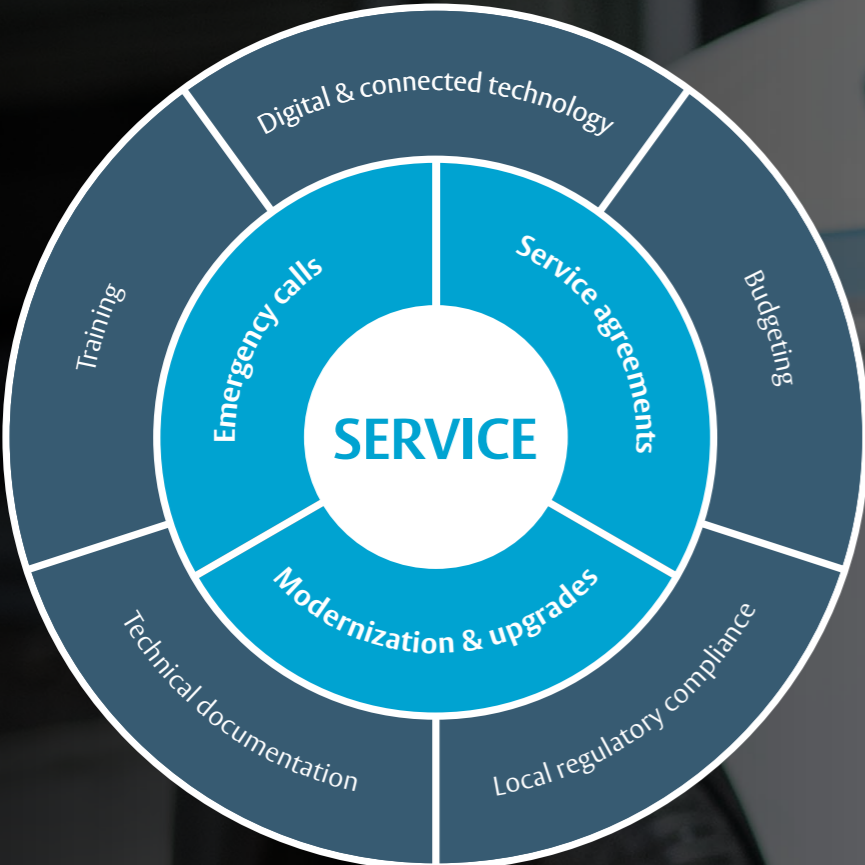 Digital & connected technology
Training
Budgeting
Emergency calls
Service agreements
SERVICE
Modernization & upgrades
Technical documentation
Local regulatory compliance